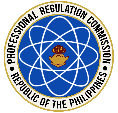 PROFESSIONAL REGULATION COMMISSION
REPUBLIC OF THE PHILIPPINES